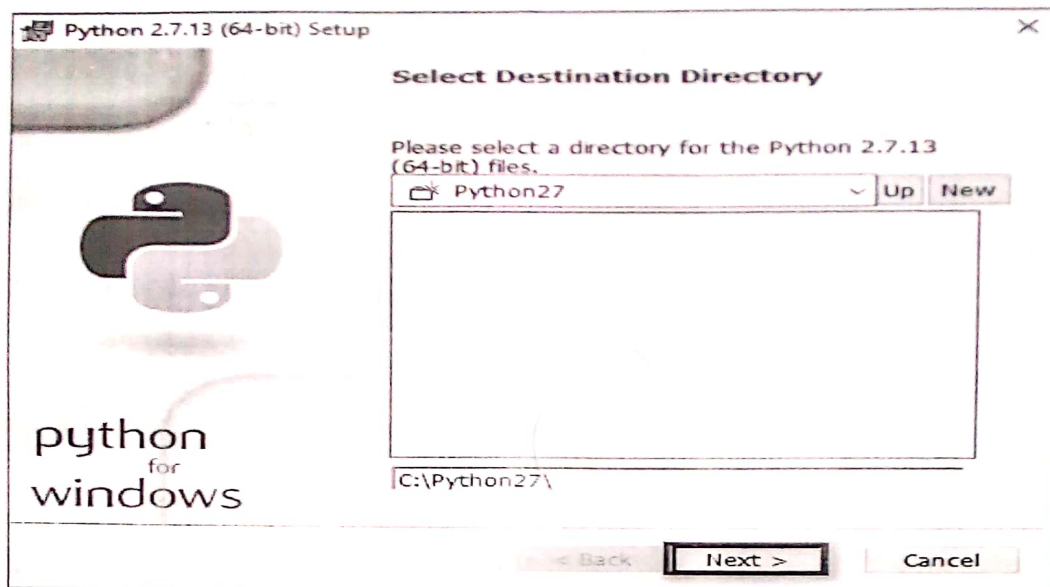 Python 2.7.13 (64-bit) Setup
Select Destination Directory
Please select a directory for the Python 2.7.13
(64-bit) files.
Python27
Up
New
python
for
windows
C:\Python27\
< Back
Next >
Cancel